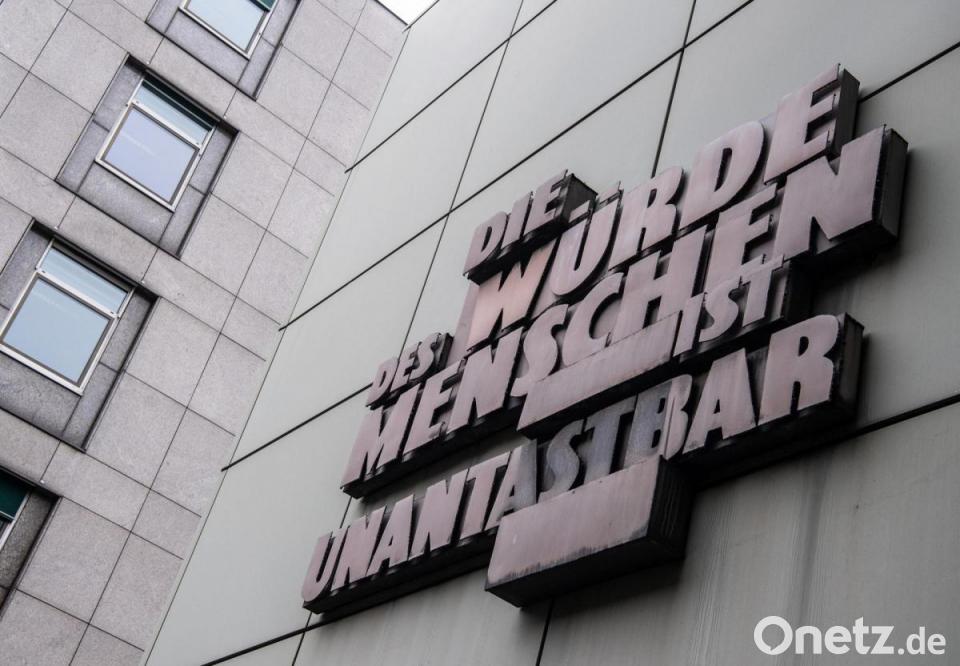 DIE
WÜRDE
DES
MENSCHEN
IST
UNANTASTBAR
Onetz.de